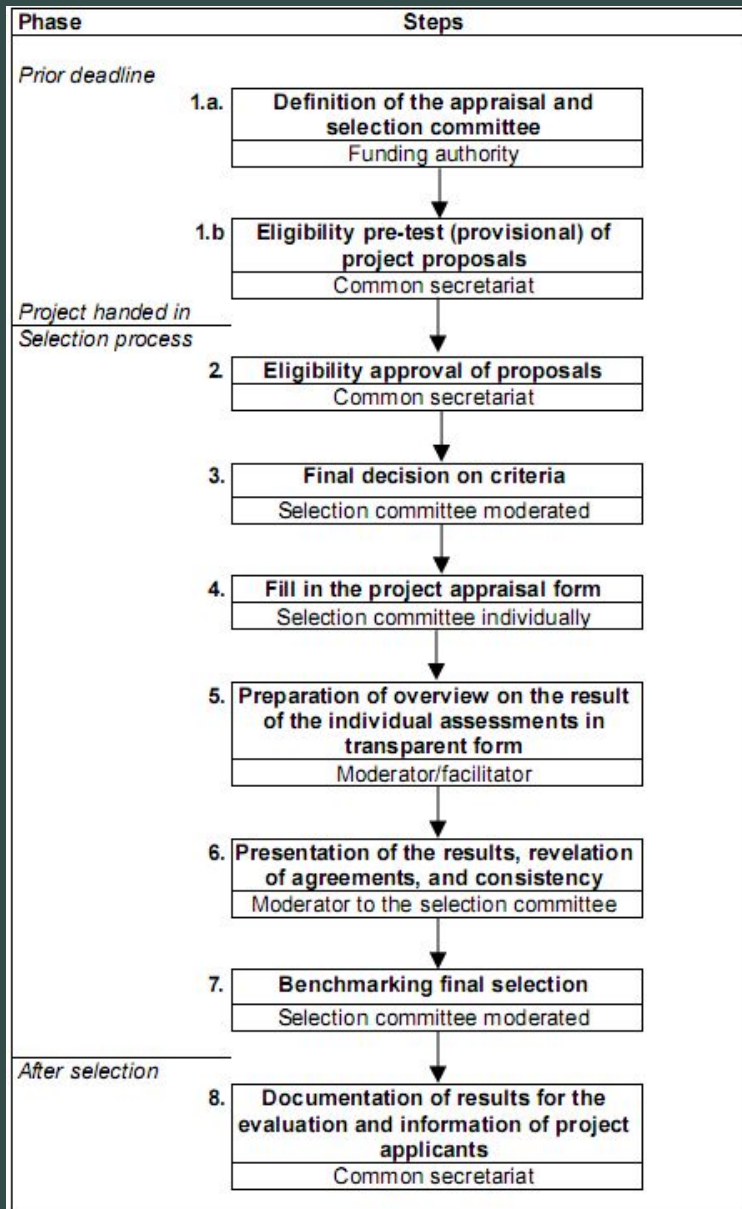 Phase Steps
Prior deadline
1.a. Definition of the appraisal and
selection committee
Funding authority
1.b Eligibility pre-test (provisional) of
project proposals
Common secretariat
Project handed in
Selection process
2. Eligibility approval of proposals
Common secretariat
3. Final decision on criteria
Selection committee moderated
4. Fill in the project appraisal form
Selection committee individually
5. Preparation of overview on the result
of the individual assessments in
transparent form
Moderator/facilitator
6. Presentation of the results, revelation
of agreements, and consistency
Moderator to the selection committee
7. Benchmarking final selection
Selection committee moderated
After selection
8. Documentation of results for the
evaluation and information of project
applicants
Common secretariat